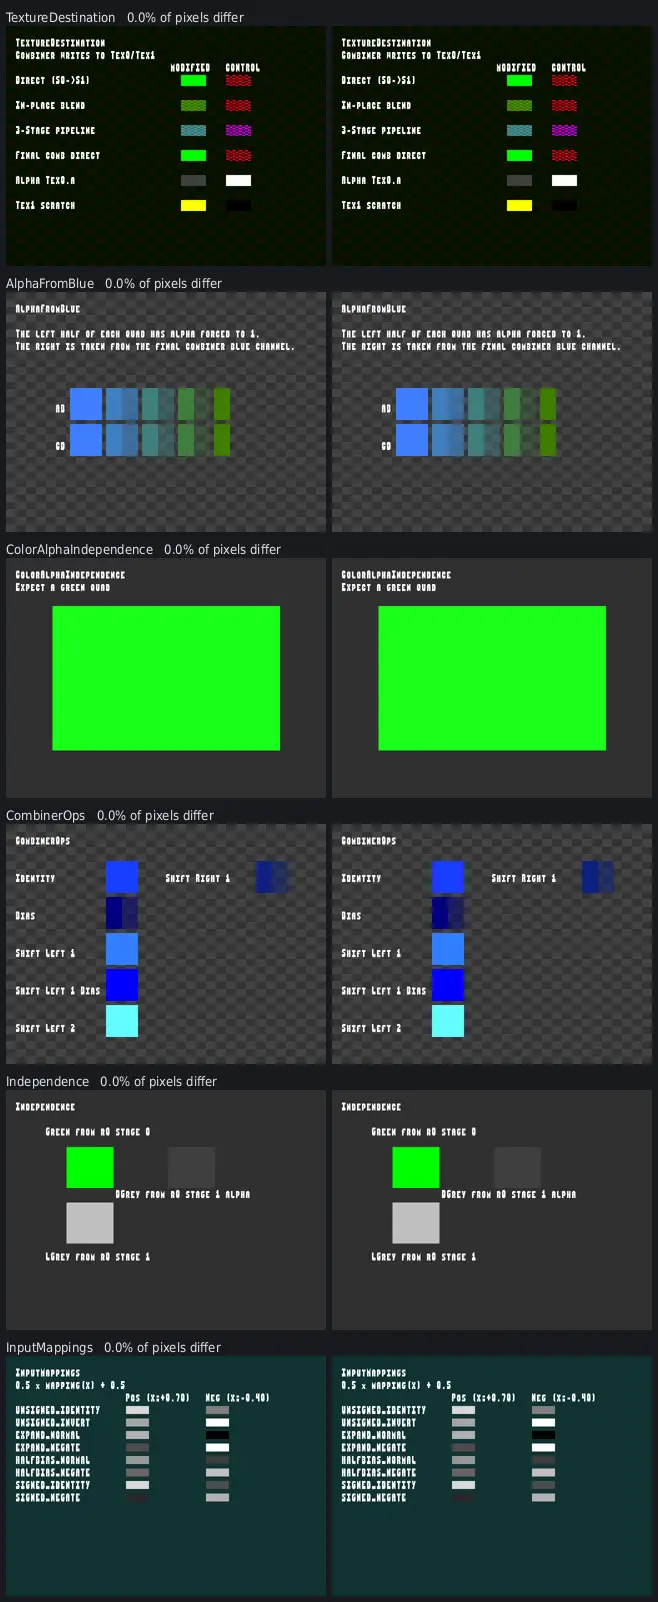 TextureDestination 0.0% of pixels differ
TextureDestination
Combiner writes to Tex0/Tex1
Modified Control
Direct (S0->S1)
In-place blend
3-Stage pipeline
Final comb direct
Alpha Tex0.a
Tex1 scratch
TextureDestination
Combiner writes to Tex0/Tex1
Modified Control
Direct (S0->S1)
In-place blend
3-Stage pipeline
Final comb direct
Alpha Tex0.a
Tex1 scratch
AlphaFromBlue 0.0% of pixels differ
AlphaFromBlue
The left half of each quad has alpha forced to 1.
The right is taken from the final combiner blue channel.
AB
CD
AlphaFromBlue
The left half of each quad has alpha forced to 1.
The right is taken from the final combiner blue channel.
AB
CD
ColorAlphaIndependence 0.0% of pixels differ
ColorAlphaIndependence
Expect a green quad
ColorAlphaIndependence
Expect a green quad
CombinerOps 0.0% of pixels differ
CombinerOps
Identity Shift Right 1
Bias
Shift Left 1
Shift Left 1 Bias
Shift Left 2
CombinerOps
Identity Shift Right 1
Bias
Shift Left 1
Shift Left 1 Bias
Shift Left 2
Independence 0.0% of pixels differ
Independence
Green from R0 stage 0
DGrey from R0 stage 1 alpha
LGrey from R0 stage 1
Independence
Green from R0 stage 0
DGrey from R0 stage 1 alpha
LGrey from R0 stage 1
InputMappings 0.0% of pixels differ
InputMappings
0.5 x mapping(x) + 0.5
Pos (x=+0.70) Neg (x=-0.40)
UNSIGNED_IDENTITY
UNSIGNED_INVERT
EXPAND_NORMAL
EXPAND_NEGATE
HALFBIAS_NORMAL
HALFBIAS_NEGATE
SIGNED_IDENTITY
SIGNED_NEGATE
InputMappings
0.5 x mapping(x) + 0.5
Pos (x=+0.70) Neg (x=-0.40)
UNSIGNED_IDENTITY
UNSIGNED_INVERT
EXPAND_NORMAL
EXPAND_NEGATE
HALFBIAS_NORMAL
HALFBIAS_NEGATE
SIGNED_IDENTITY
SIGNED_NEGATE